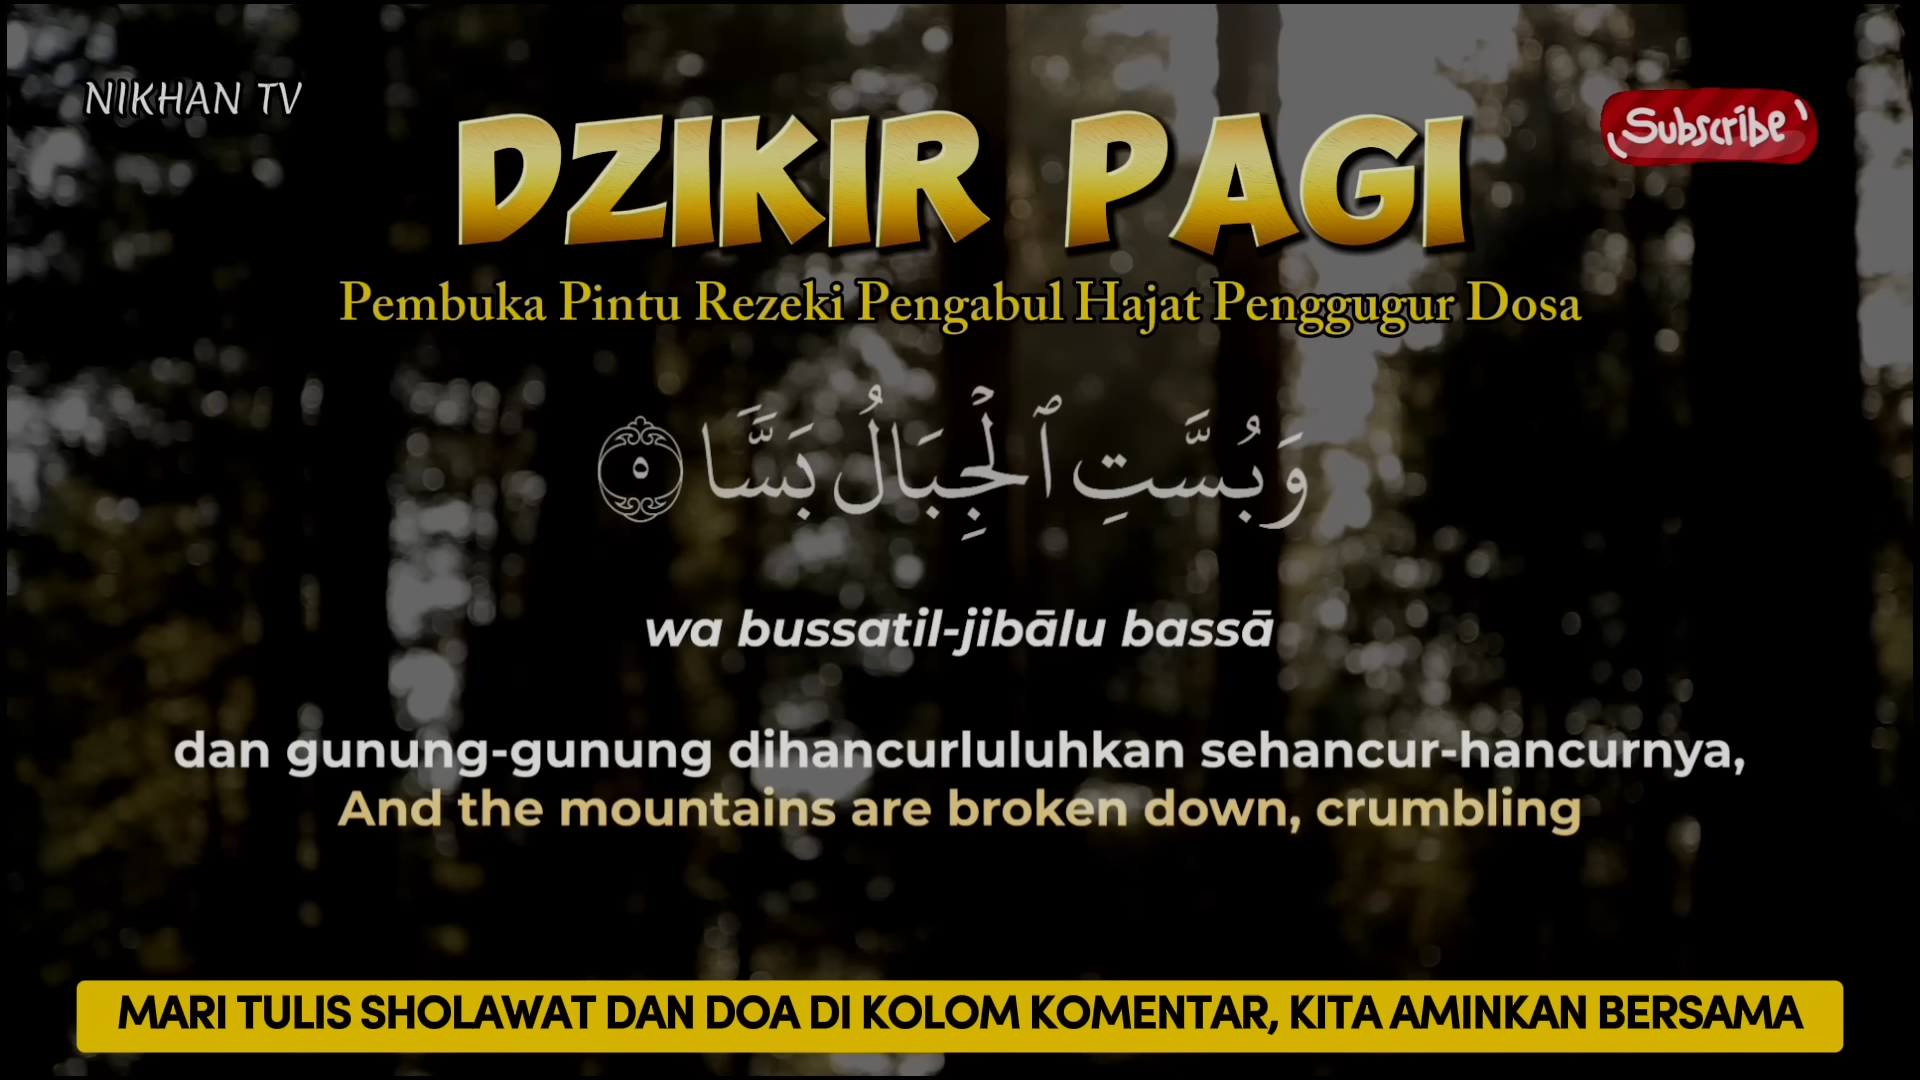 NIKHAN TV
Subscribe
DZIKIR PAGI
Pembuka Pintu Rezeki Pengabul Hajat Penggugur Dosa
وَبُسَّتِ ٱلْجِبَالُ بَسًّا ٥
wa bussatil-jibālu bassā
dan gunung-gunung dihancurluluhkan sehancur-hancurnya,
And the mountains are broken down, crumbling
MARI TULIS SHOLAWAT DAN DOA DI KOLOM KOMENTAR, KITA AMINKAN BERSAMA